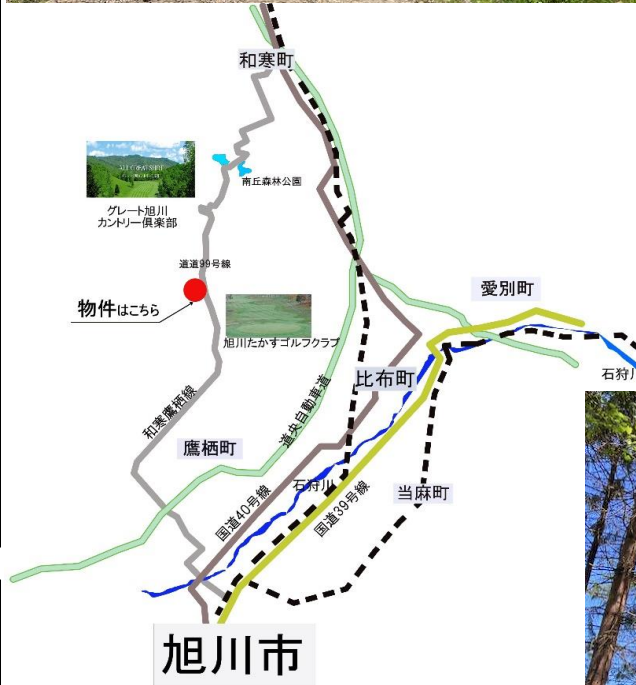 和寒町
南丘森林公園
グレート旭川
カントリー倶楽部
道道99号線
愛別町
物件はこちら
旭川たかすゴルフクラブ
石狩川
比布町
和寒鷹栖線
道央自動車道
鷹栖町
石狩川
当麻町
国道40号線
国道39号線
旭川市